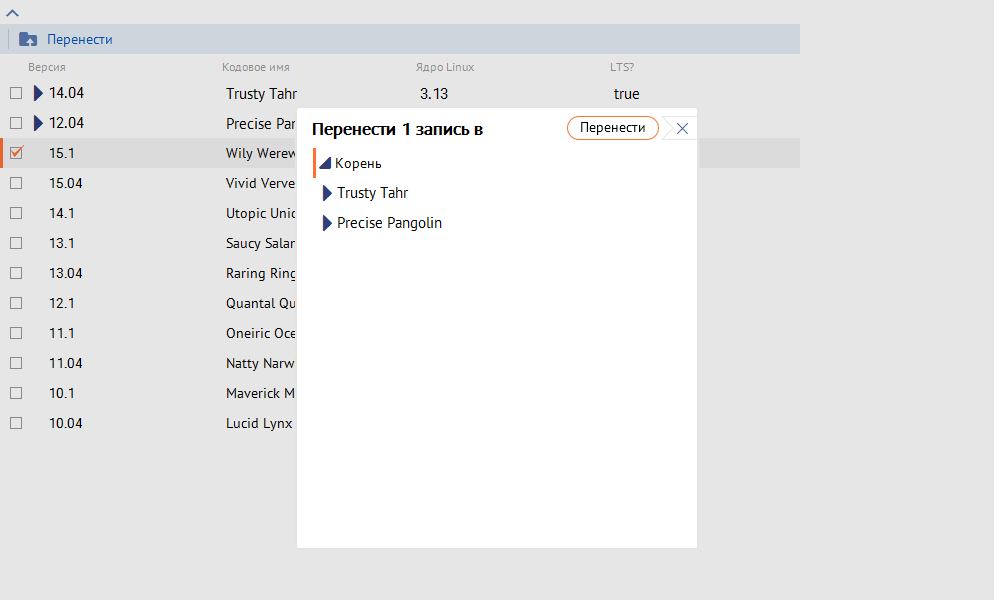 Перенести
Версия Кодовое имя Ядро Linux LTS?
14.04 Trusty Tahr 3.13 true
12.04 Precise Par
15.1 Wily Werew
15.04 Vivid Verve
14.1 Utopic Unic
13.1 Saucy Salar
13.04 Raring Ring
12.1 Quantal Qu
11.1 Oneiric Oce
11.04 Natty Narw
10.1 Maverick M
10.04 Lucid Lynx
Перенести 1 запись в Перенести
Корень
Trusty Tahr
Precise Pangolin